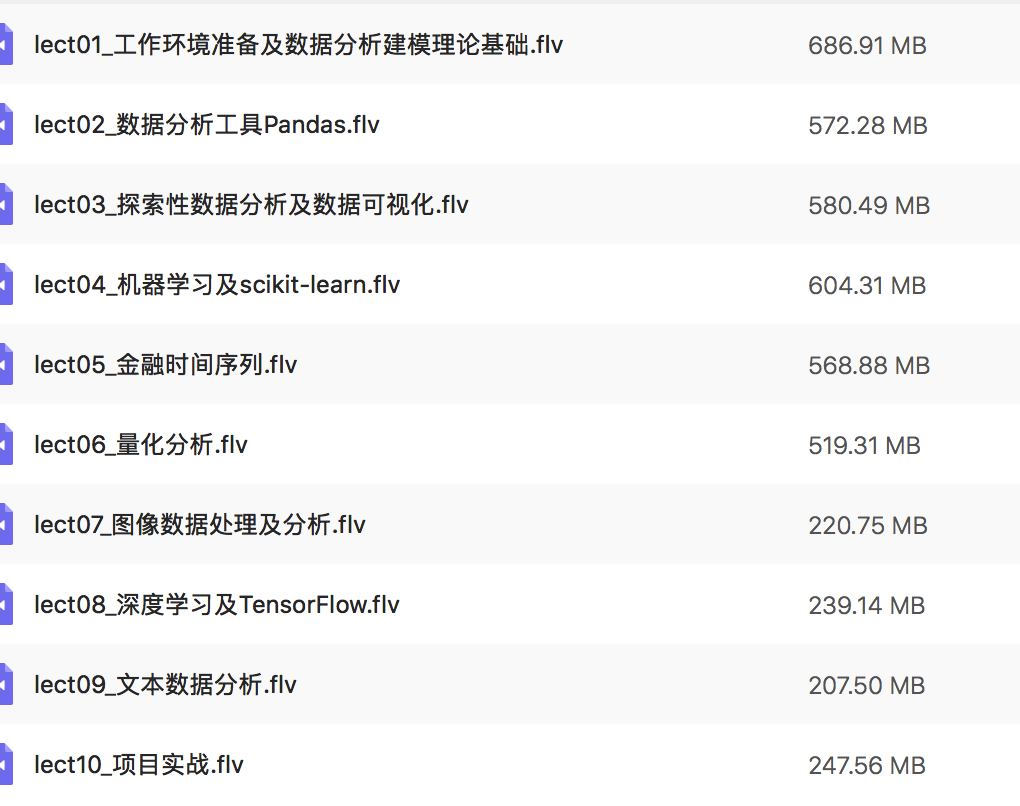 lect01_工作环境准备及数据分析建模理论基础.flv 686.91 MB
lect02_数据分析工具Pandas.flv 572.28 MB
lect03_探索性数据分析及数据可视化.flv 580.49 MB
lect04_机器学习及scikit-learn.flv 604.31 MB
lect05_金融时间序列.flv 568.88 MB
lect06_量化分析.flv 519.31 MB
lect07_图像数据处理及分析.flv 220.75 MB
lect08_深度学习及TensorFlow.flv 239.14 MB
lect09_文本数据分析.flv 207.50 MB
lect10_项目实战.flv 247.56 MB